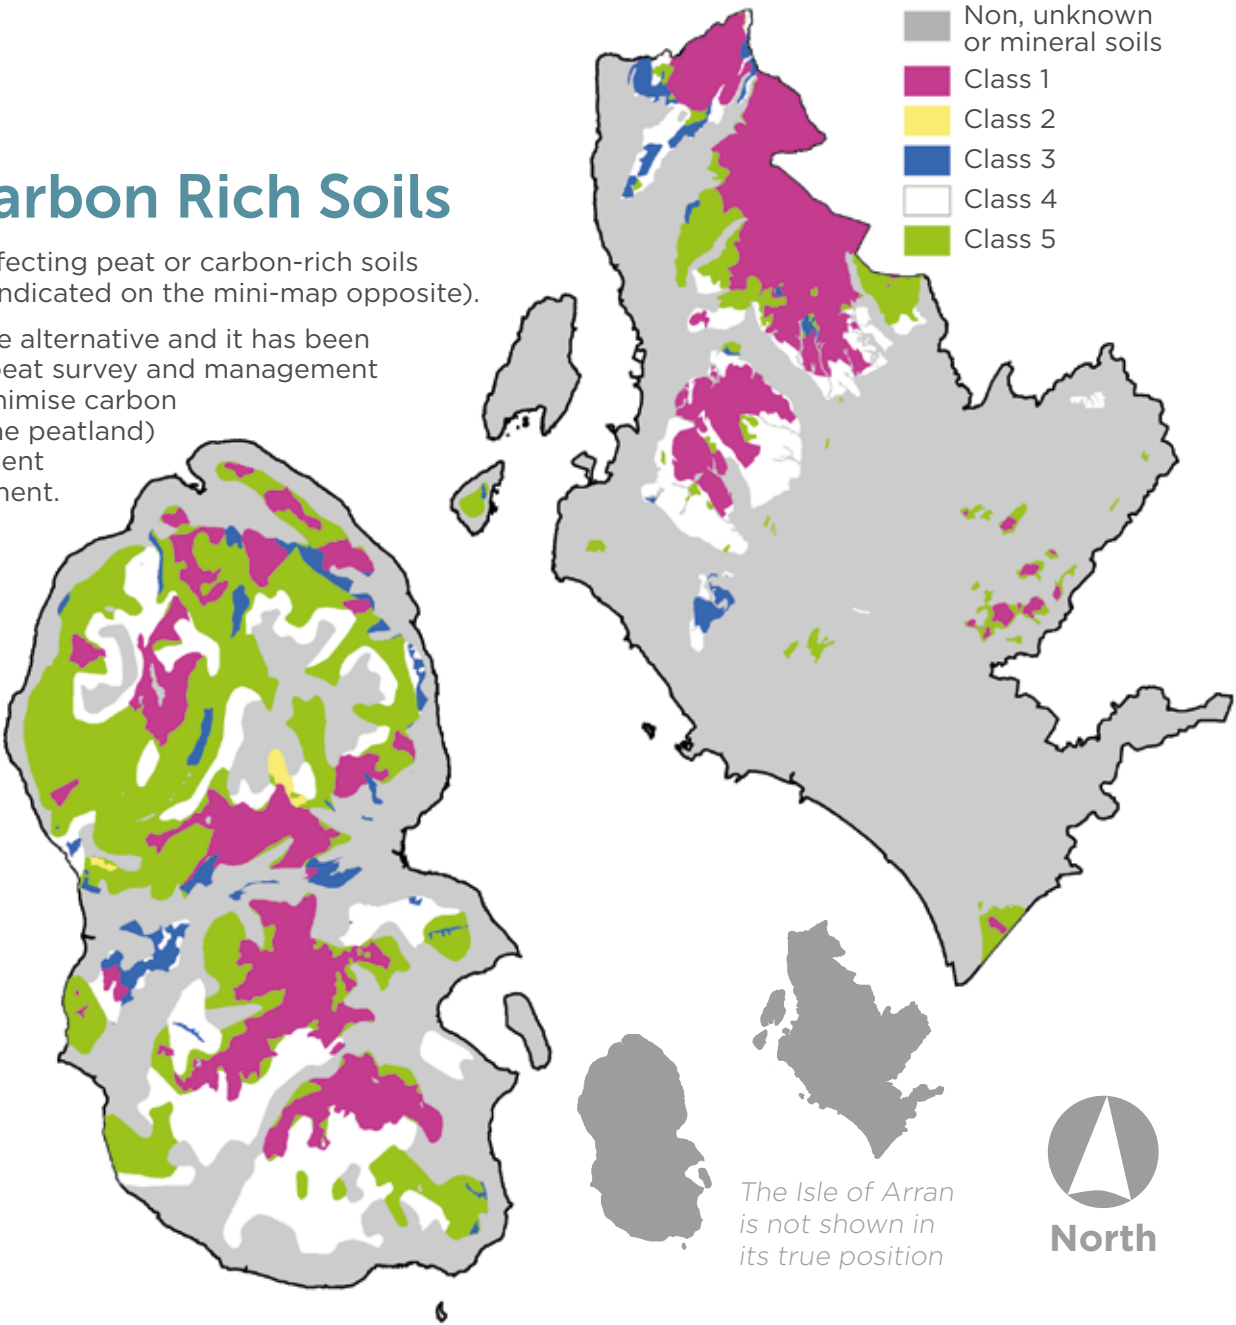 Non, unknown
or mineral soils
Class 1
Class 2
Class 3
Class 4
Class 5
arbon Rich Soils
fecting peat or carbon-rich soils
ndicated on the mini-map opposite).
e alternative and it has been
eat survey and management
nimise carbon
ne peatland)
ent
ment.
The Isle of Arran
is not shown in
its true position
North